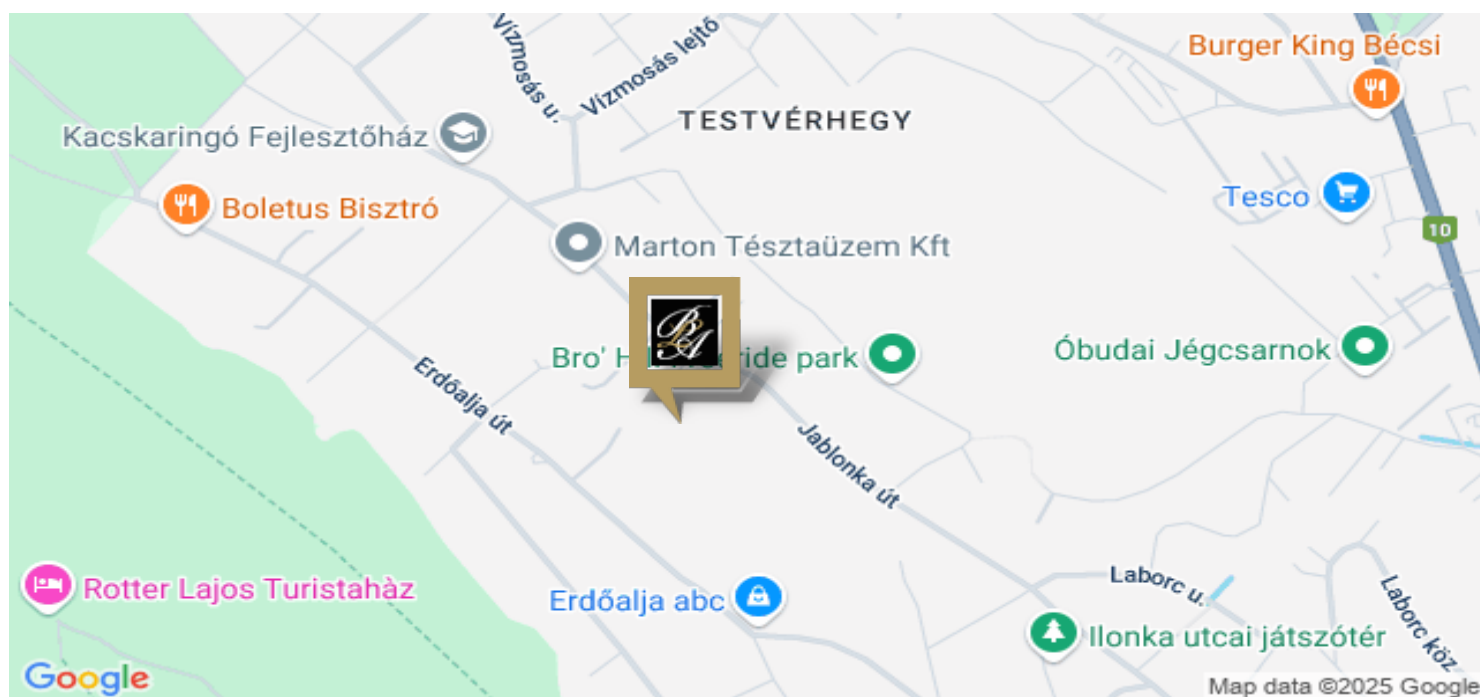 Vízmosás u.
Vízmosás lejtő
Burger King Bécsi
TESTVÉRHEGY
Kacskaringó Fejlesztőház
Tesco
Boletus Bisztró
10
Marton Tésztaüzem Kft
B
A
Bro' H
ride park
Óbudai Jégcsarnok
Erdőalja út
Jablonka út
Rotter Lajos Turistahàz
Erdőalja abc
Laborc u.
Laborc köz
Ilonka utcai játszótér
Google
Map data ©2025 Google